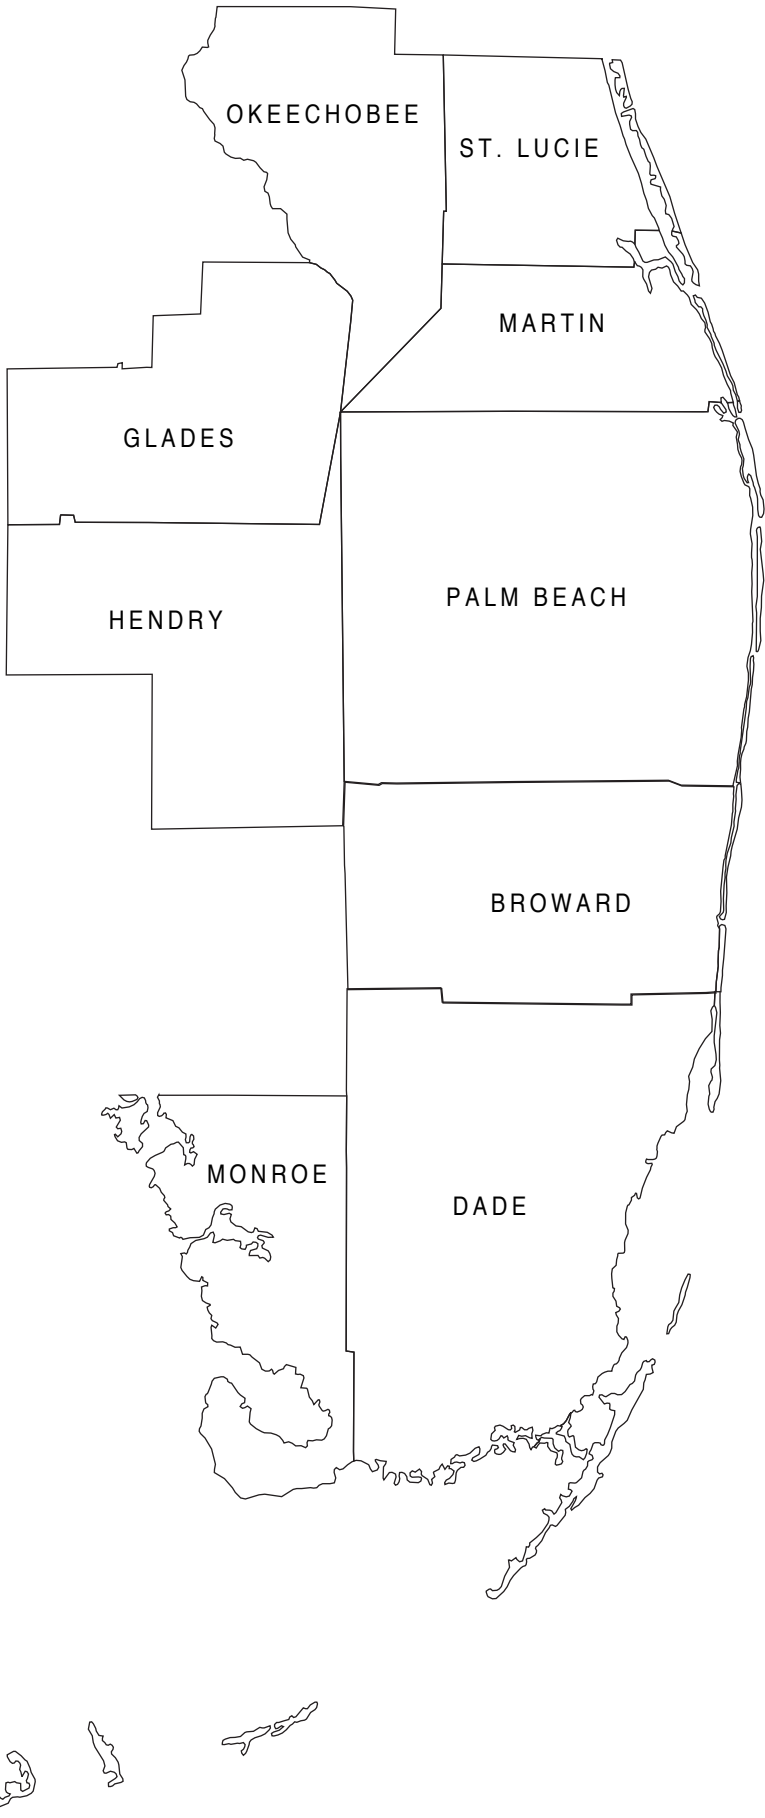 OKEECHOBEE
ST. LUCIE
MARTIN
GLADES
PALM BEACH
HENDRY
BROWARD
MONROE
DADE